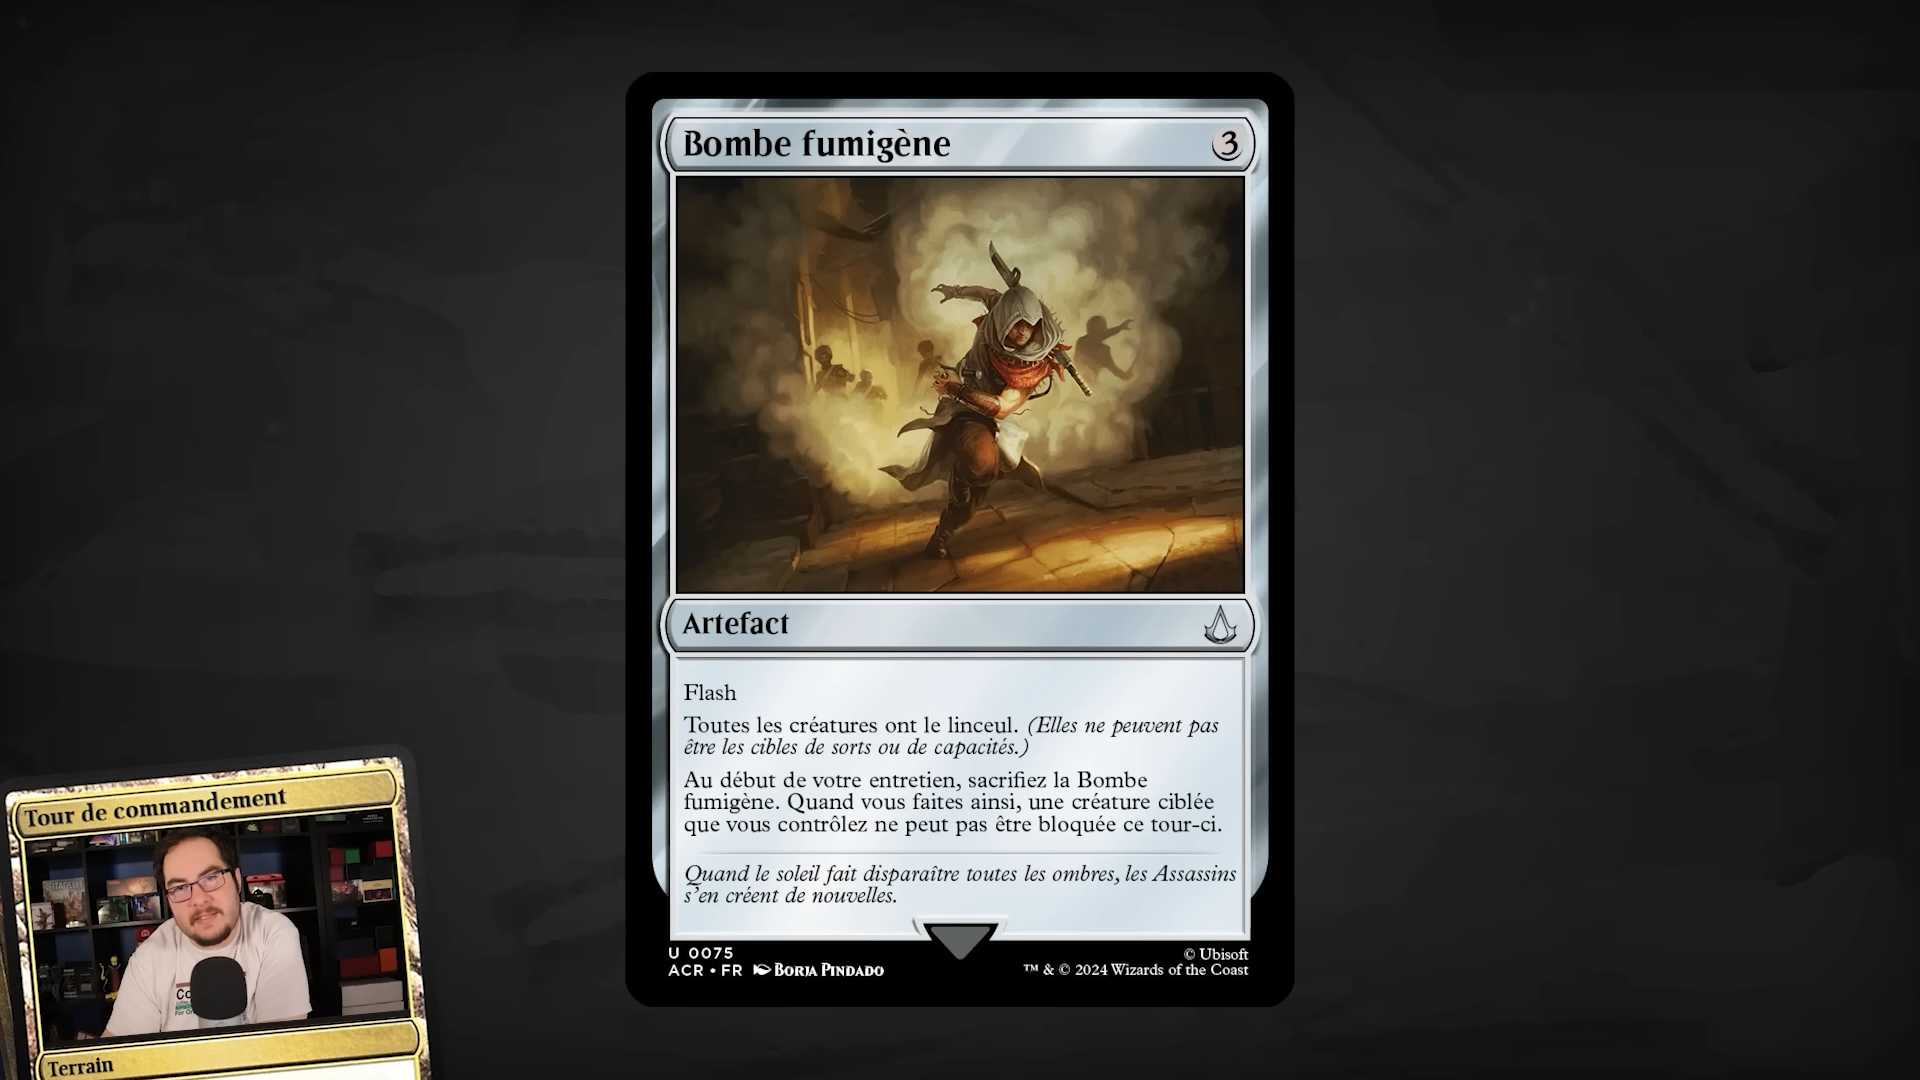 Bombe fumigène
3
Artefact
Flash
Toutes les créatures ont le linceul. (Elles ne peuvent pas
être les cibles de sorts ou de capacités.)
Au début de votre entretien, sacrifiez la Bombe
fumigène. Quand vous faites ainsi, une créature ciblée
que vous contrôlez ne peut pas être bloquée ce tour-ci.
Quand le soleil fait disparaître toutes les ombres, les Assassins
s'en créent de nouvelles.
U 0075
ACR • FR Borja Pindado
© Ubisoft
™ & © 2024 Wizards of the Coast
Tour de commandement
CITADELLES
Co
For Or
Terrain